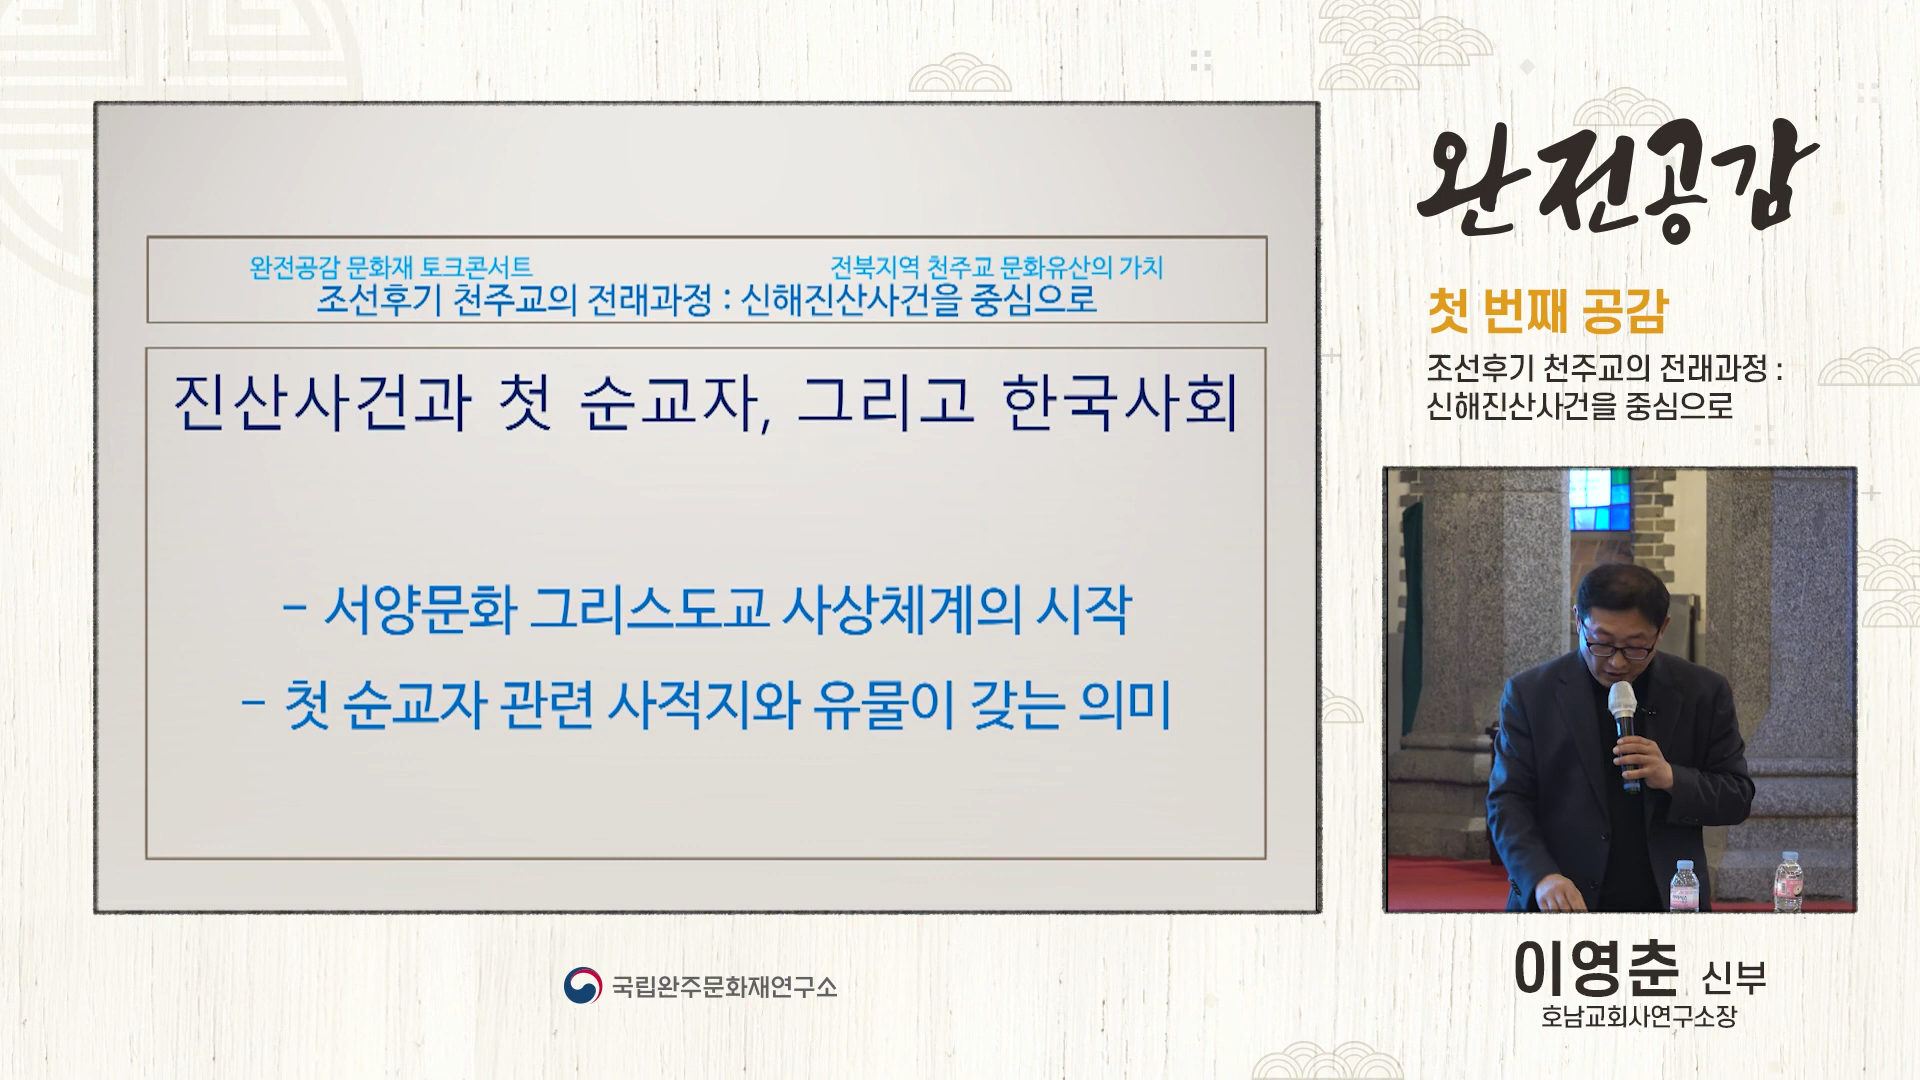 완전공감 문화재 토크콘서트 전북지역 천주교 문화유산의 가치
조선후기 천주교의 전래과정 : 신해진산사건을 중심으로
진산사건과 첫 순교자, 그리고 한국사회
- 서양문화 그리스도교 사상체계의 시작
- 첫 순교자 관련 사적지와 유물이 갖는 의미
완전공감
첫 번째 공감
조선후기 천주교의 전래과정 :
신해진산사건을 중심으로
이영춘 신부
호남교회사연구소장
국립완주문화재연구소